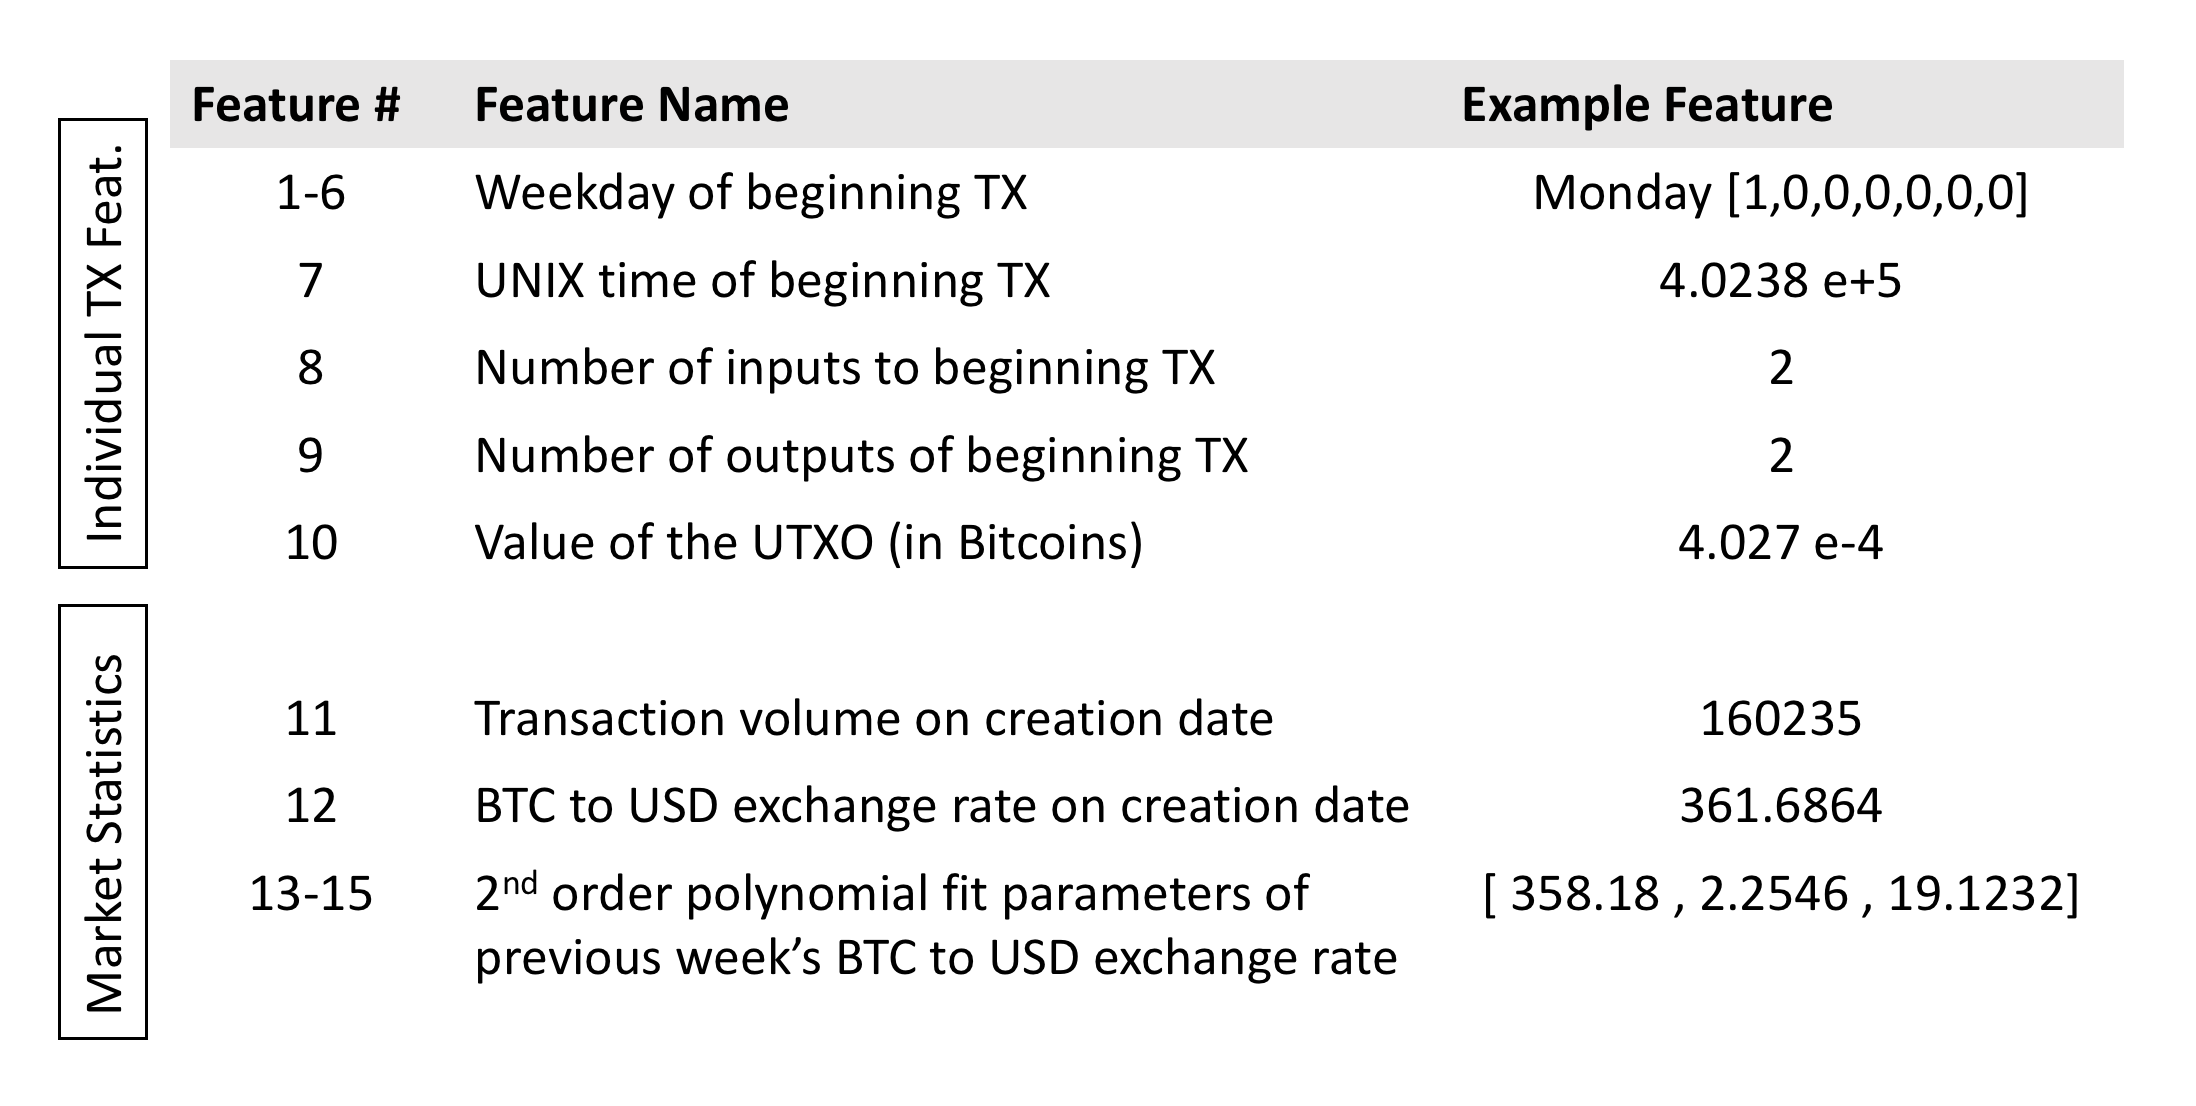 Feature # Feature Name Example Feature
Individual TX Feat.
1-6 Weekday of beginning TX Monday [1,0,0,0,0,0,0]
7 UNIX time of beginning TX 4.0238 e+5
8 Number of inputs to beginning TX 2
9 Number of outputs of beginning TX 2
10 Value of the UTXO (in Bitcoins) 4.027 e-4
Market Statistics
11 Transaction volume on creation date 160235
12 BTC to USD exchange rate on creation date 361.6864
13-15 2nd order polynomial fit parameters of [ 358.18 , 2.2546 , 19.1232]
previous week’s BTC to USD exchange rate